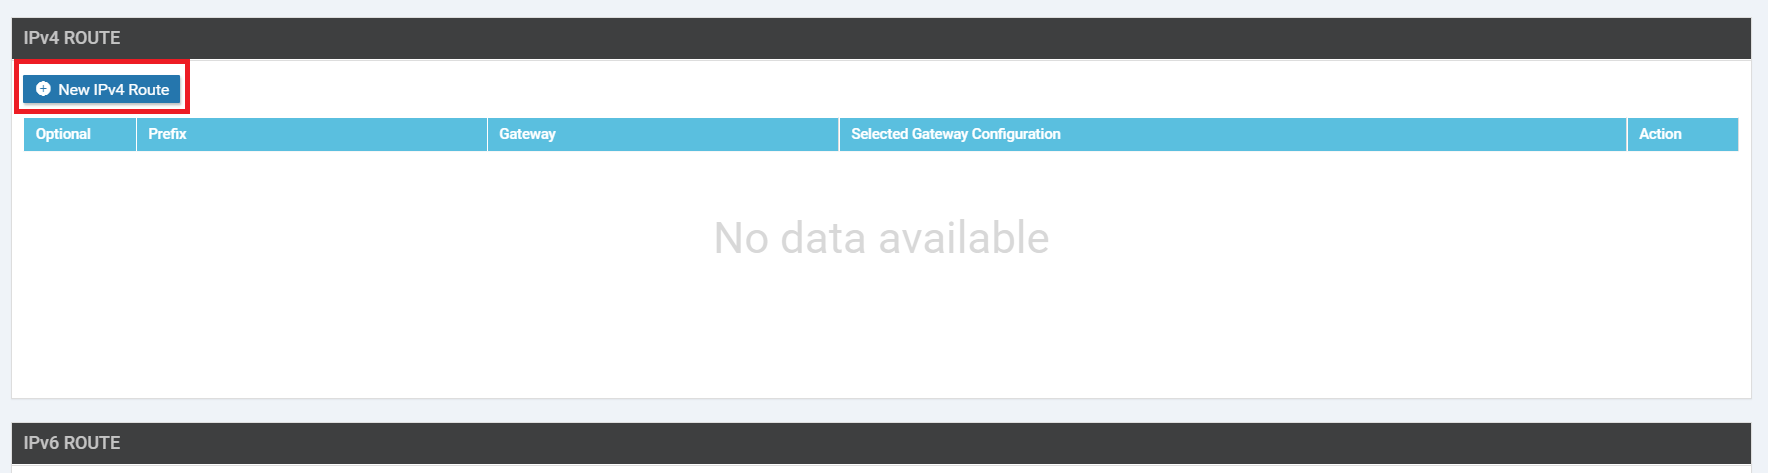 IPv4 ROUTE
New IPv4 Route
Optional Prefix Gateway Selected Gateway Configuration Action
No data available
IPv6 ROUTE